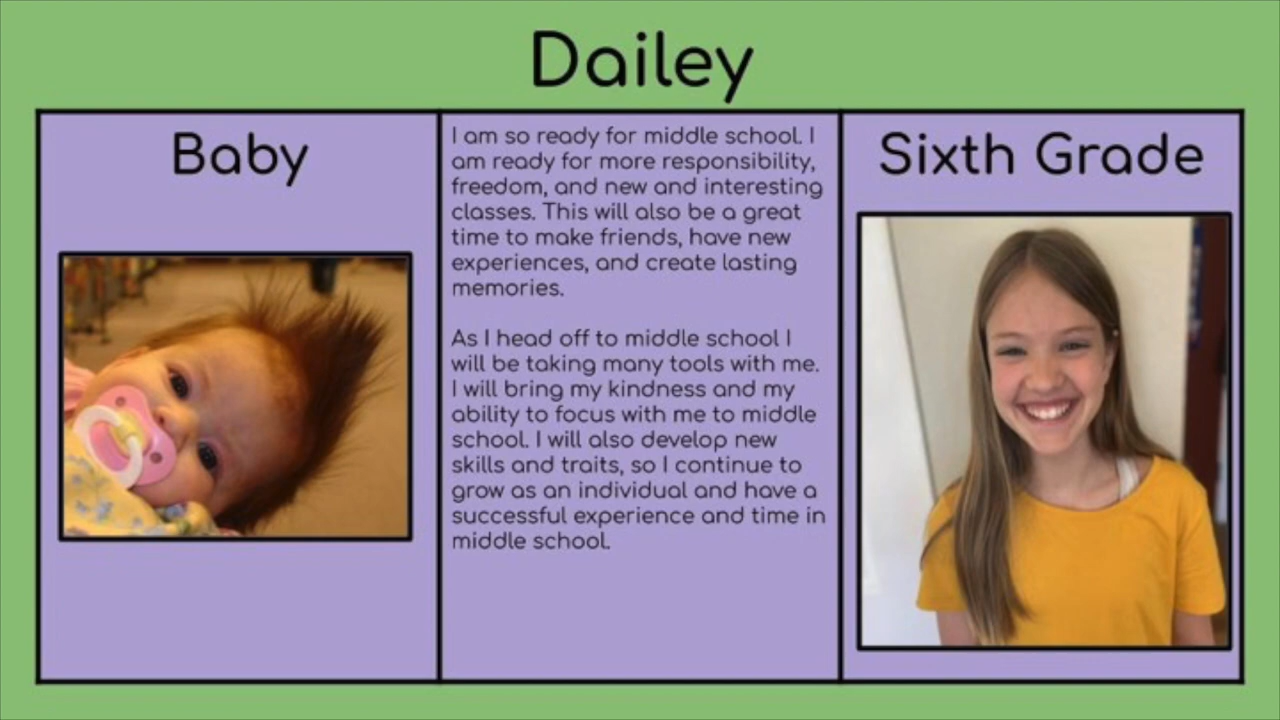 Dailey
Baby
I am so ready for middle school. I
am ready for more responsibility,
freedom, and new and interesting
classes. This will also be a great
time to make friends, have new
experiences, and create lasting
memories.
As I head off to middle school I
will be taking many tools with me.
I will bring my kindness and my
ability to focus with me to middle
school. I will also develop new
skills and traits, so I continue to
grow as an individual and have a
successful experience and time in
middle school.
Sixth Grade